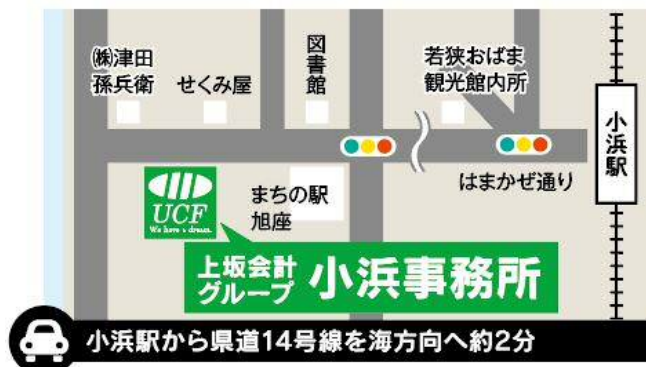 ㈱津田
孫兵衛
せくみ屋
図書館
若狭おばま
観光館内所
小浜駅
はまかぜ通り
まちの駅
旭座
UCF
We have a dream.
上坂会計
グループ
小浜事務所
小浜駅から県道14号線を海方向へ約2分